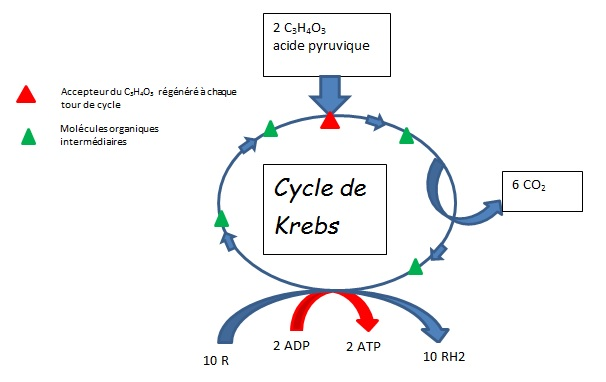 2 C₃H₄O₃
acide pyruvique
Accepteur du C₃H₄O₃ régénéré à chaque
tour de cycle
Molécules organiques
intermédiaires
Cycle de
Krebs
6 CO₂
10 R
2 ADP
2 ATP
10 RH2